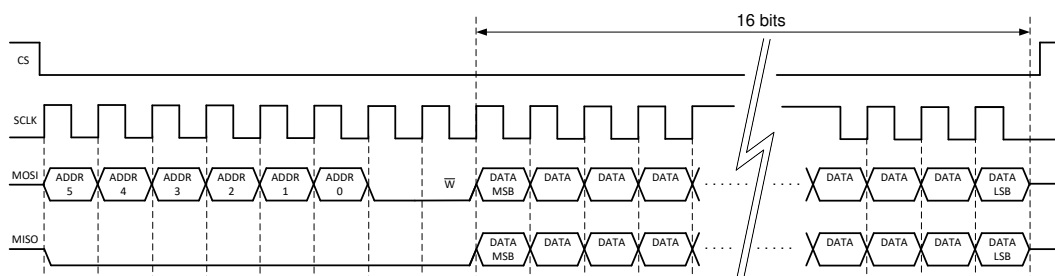 16 bits
CS
SCLK
MOSI
ADDR 5
ADDR 4
ADDR 3
ADDR 2
ADDR 1
ADDR 0
W̅
DATA MSB
DATA
DATA
DATA
DATA
DATA
DATA
DATA LSB
MISO
DATA MSB
DATA
DATA
DATA
DATA
DATA
DATA
DATA LSB